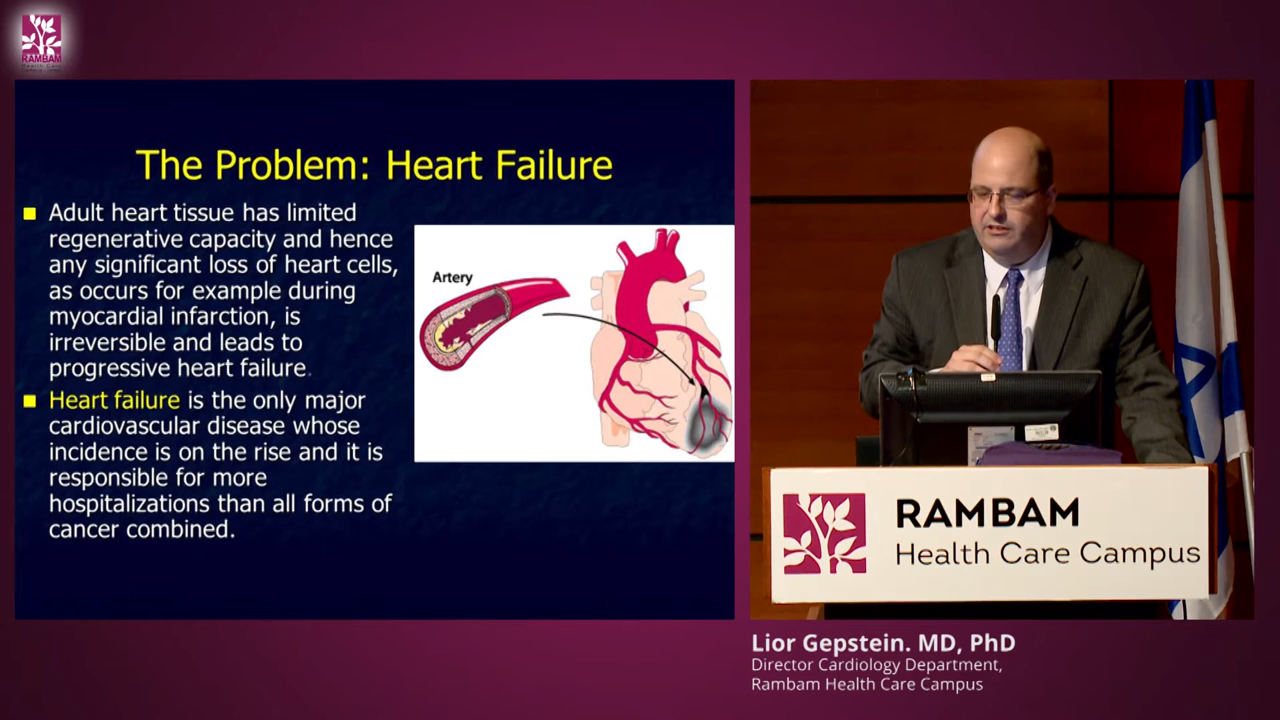 RAMBAM
Health Care
The Problem: Heart Failure
Adult heart tissue has limited
regenerative capacity and hence
any significant loss of heart cells,
as occurs for example during
myocardial infarction, is
irreversible and leads to
progressive heart failure.
Heart failure is the only major
cardiovascular disease whose
incidence is on the rise and it is
responsible for more
hospitalizations than all forms of
cancer combined.
Artery
RAMBAM
Health Care Campus
Lior Gepstein. MD, PhD
Director Cardiology Department,
Rambam Health Care Campus